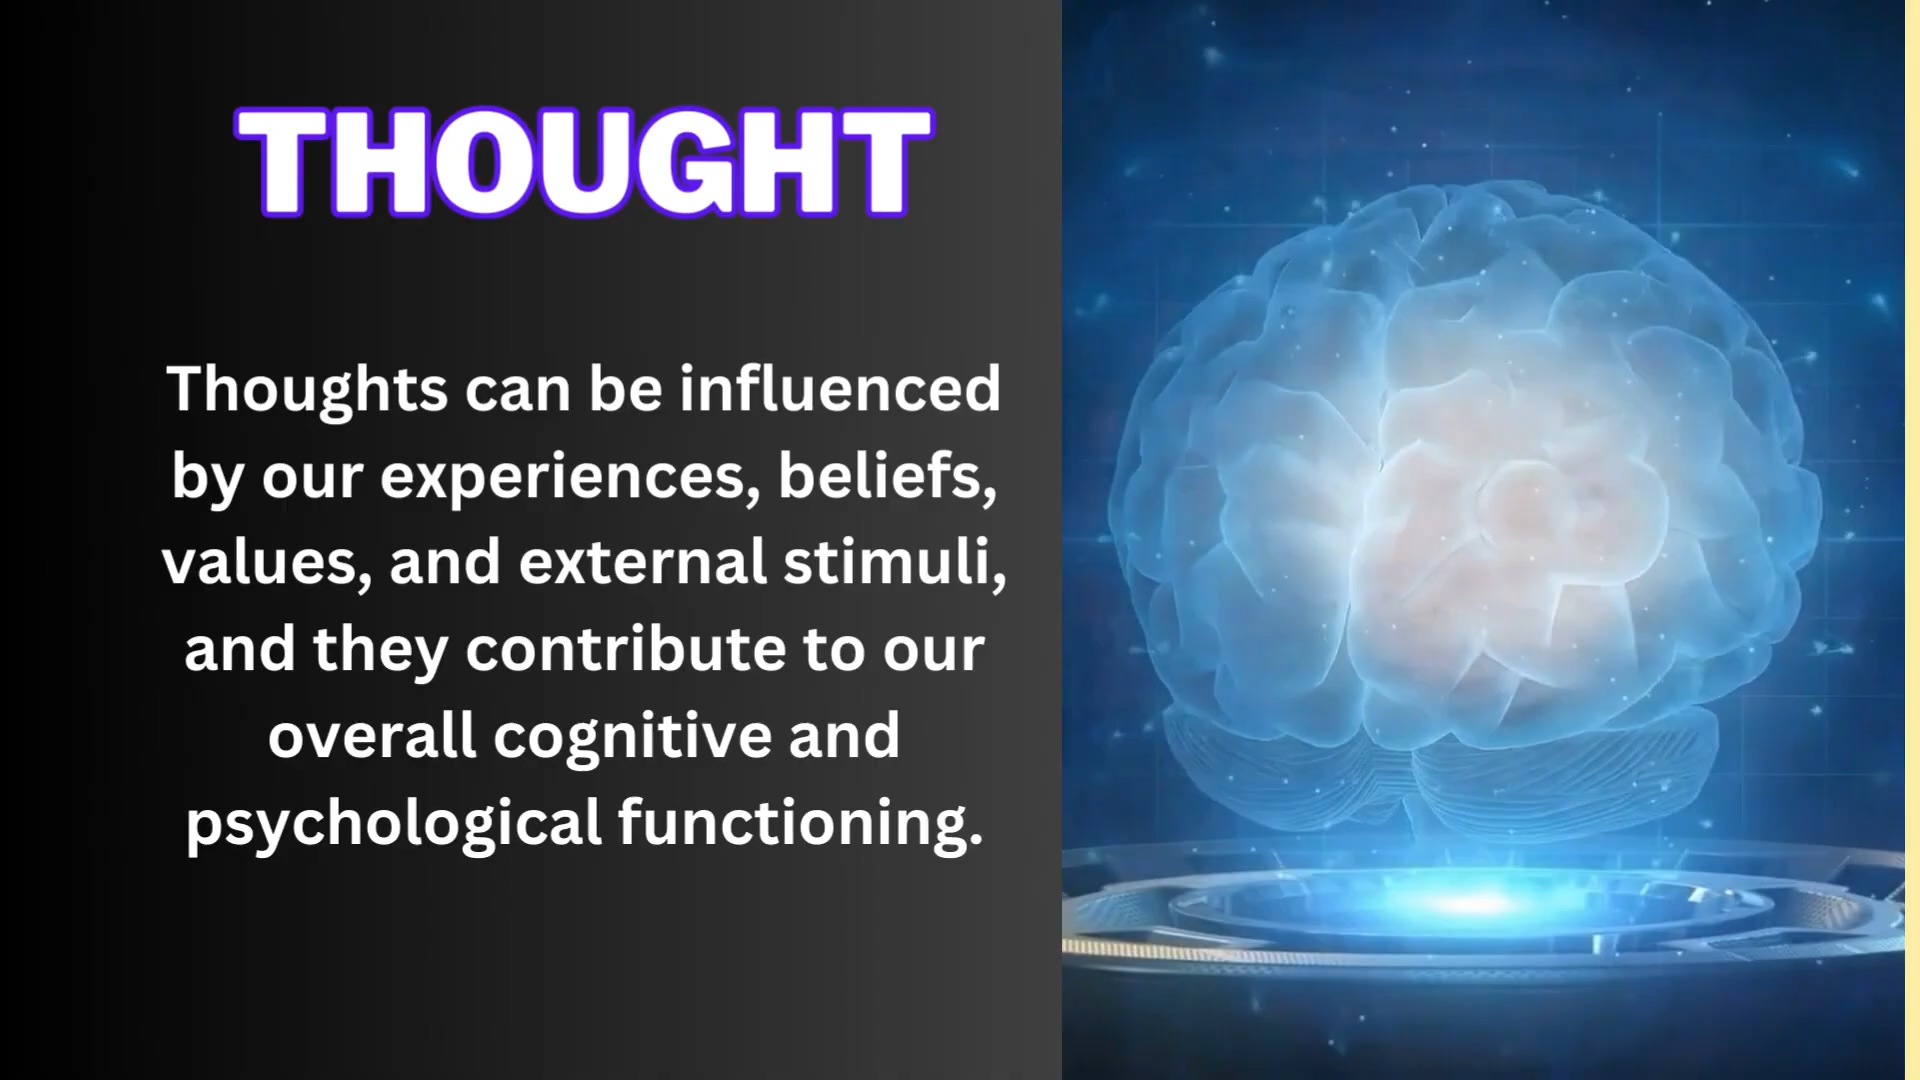 THOUGHT
Thoughts can be influenced
by our experiences, beliefs,
values, and external stimuli,
and they contribute to our
overall cognitive and
psychological functioning.